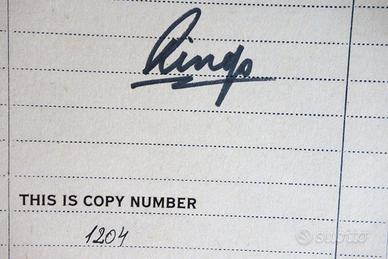 Ringo
THIS IS COPY NUMBER
1204
subito